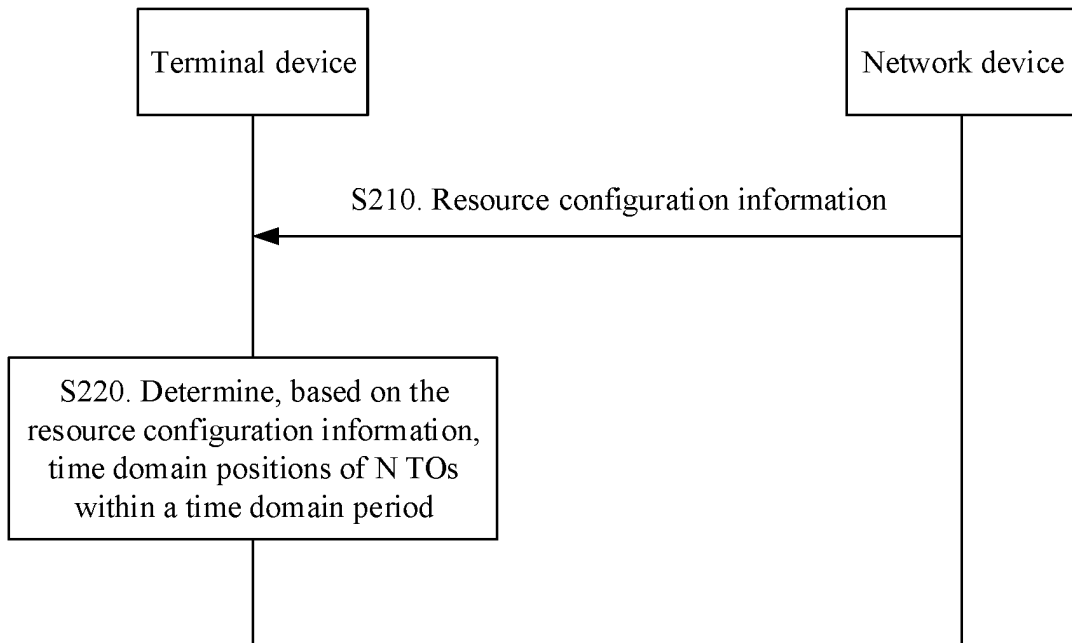 Terminal device
Network device
S210. Resource configuration information
S220. Determine, based on the
resource configuration information,
time domain positions of N TOs
within a time domain period